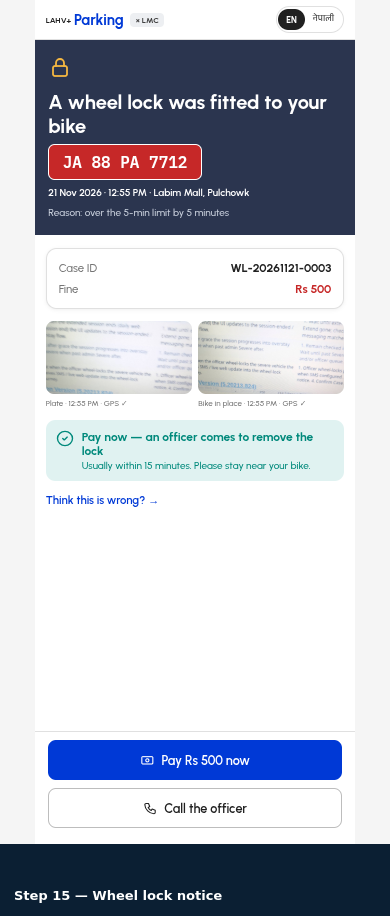 LAHV+ Parking × LMC EN नेपाली
A wheel lock was fitted to your
bike
JA 88 PA 7712
21 Nov 2026 · 12:55 PM · Labim Mall, Pulchowk
Reason: over the 5-min limit by 5 minutes
Case ID WL-20261121-0003
Fine Rs 500
Plate · 12:55 PM · GPS ✓ Bike in place · 12:55 PM · GPS ✓
Pay now — an officer comes to remove the
lock
Usually within 15 minutes. Please stay near your bike.
Think this is wrong? →
Pay Rs 500 now
Call the officer
Step 15 — Wheel lock notice